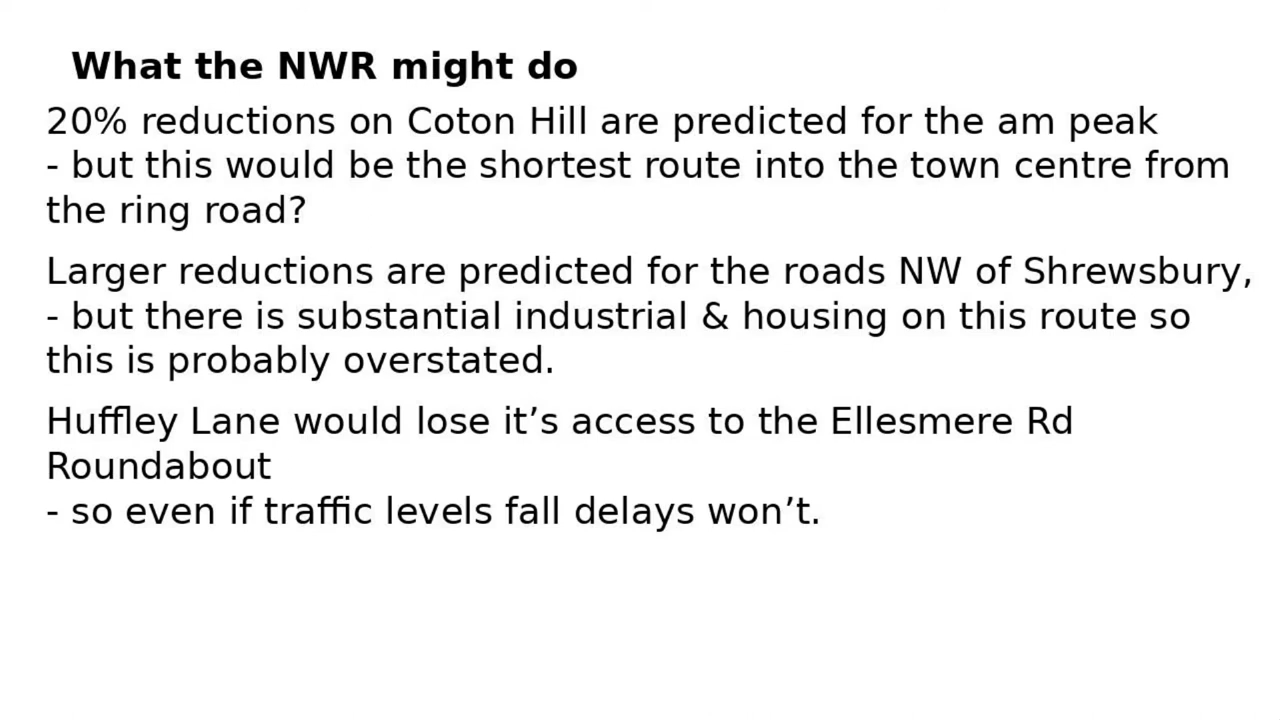 What the NWR might do
20% reductions on Coton Hill are predicted for the am peak
- but this would be the shortest route into the town centre from
the ring road?
Larger reductions are predicted for the roads NW of Shrewsbury,
- but there is substantial industrial & housing on this route so
this is probably overstated.
Huffley Lane would lose it’s access to the Ellesmere Rd
Roundabout
- so even if traffic levels fall delays won’t.